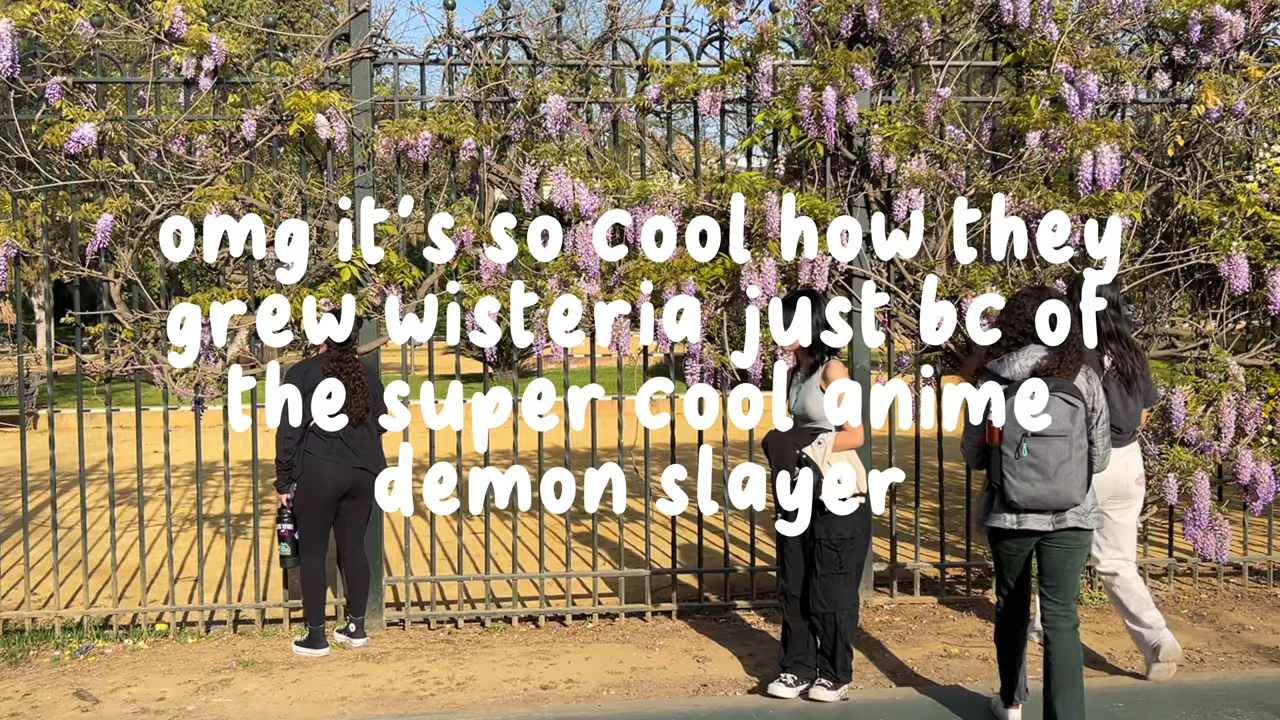 omg it's so cool how they
grew wisteria just bc of
the super cool anime
demon slayer